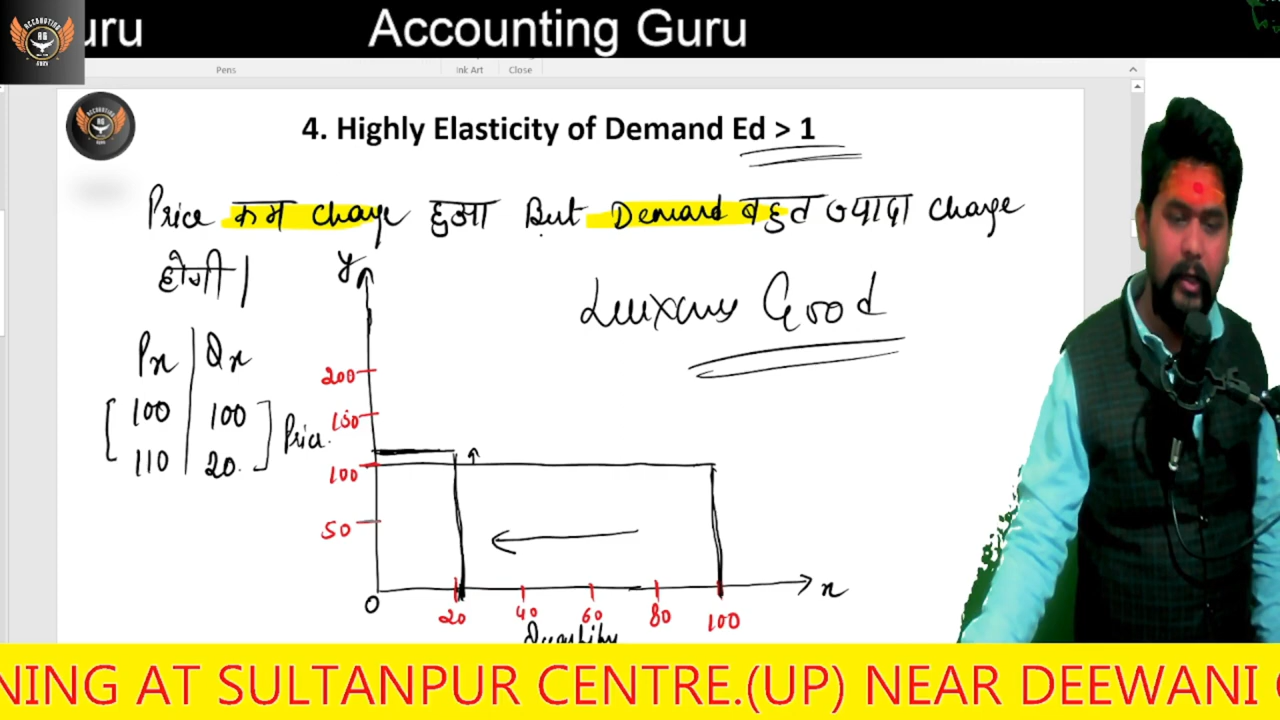 uru
Accounting Guru
Pens
Ink Art
Close
4. Highly Elasticity of Demand Ed > 1
Price कम change हुआ But Demand बहुत ज्यादा change
होगी।
y
Luxury Good
Px Qx
100 100
110 20
Price
200
150
100
50
0
20 40 60 80 100
x
Quantity
NING AT SULTANPUR CENTRE.(UP) NEAR DEEWANI